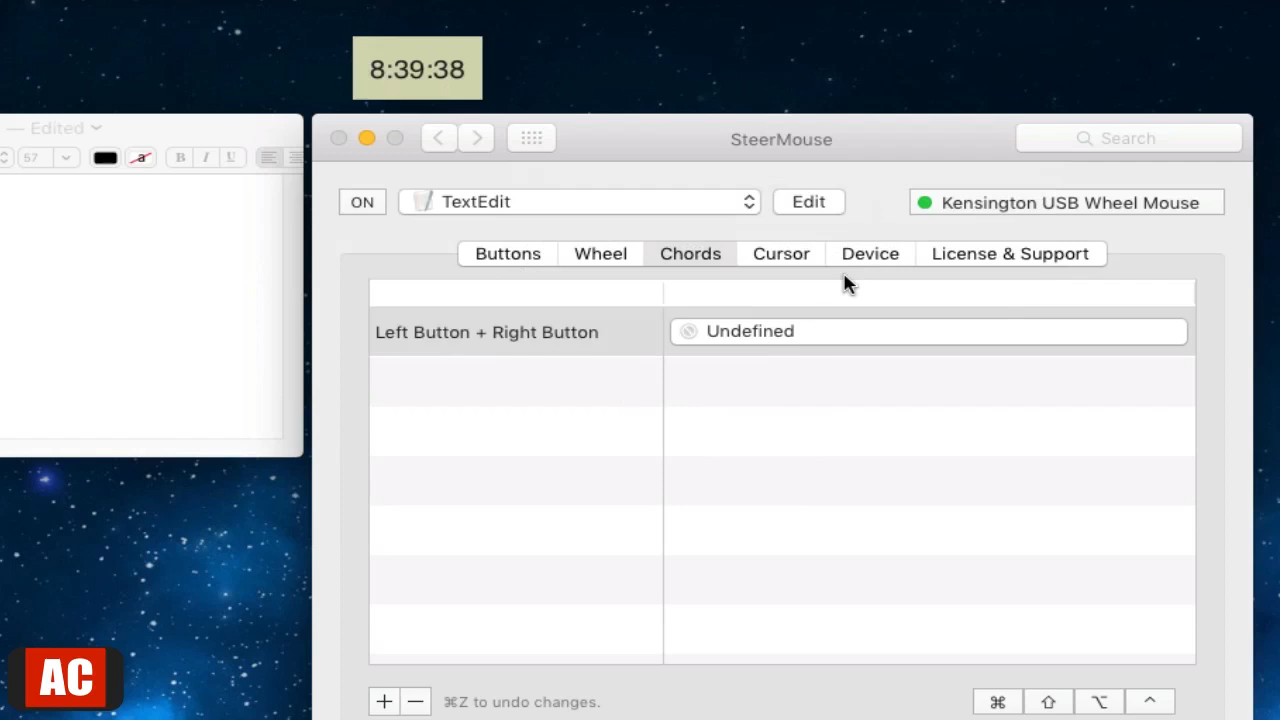 8:39:38
— Edited
57 a B I U
SteerMouse
Search
ON TextEdit Edit Kensington USB Wheel Mouse
Buttons Wheel Chords Cursor Device License & Support
Left Button + Right Button Undefined
+ − ⌘Z to undo changes. ⌘ ⇧ ⌥ ^
AC